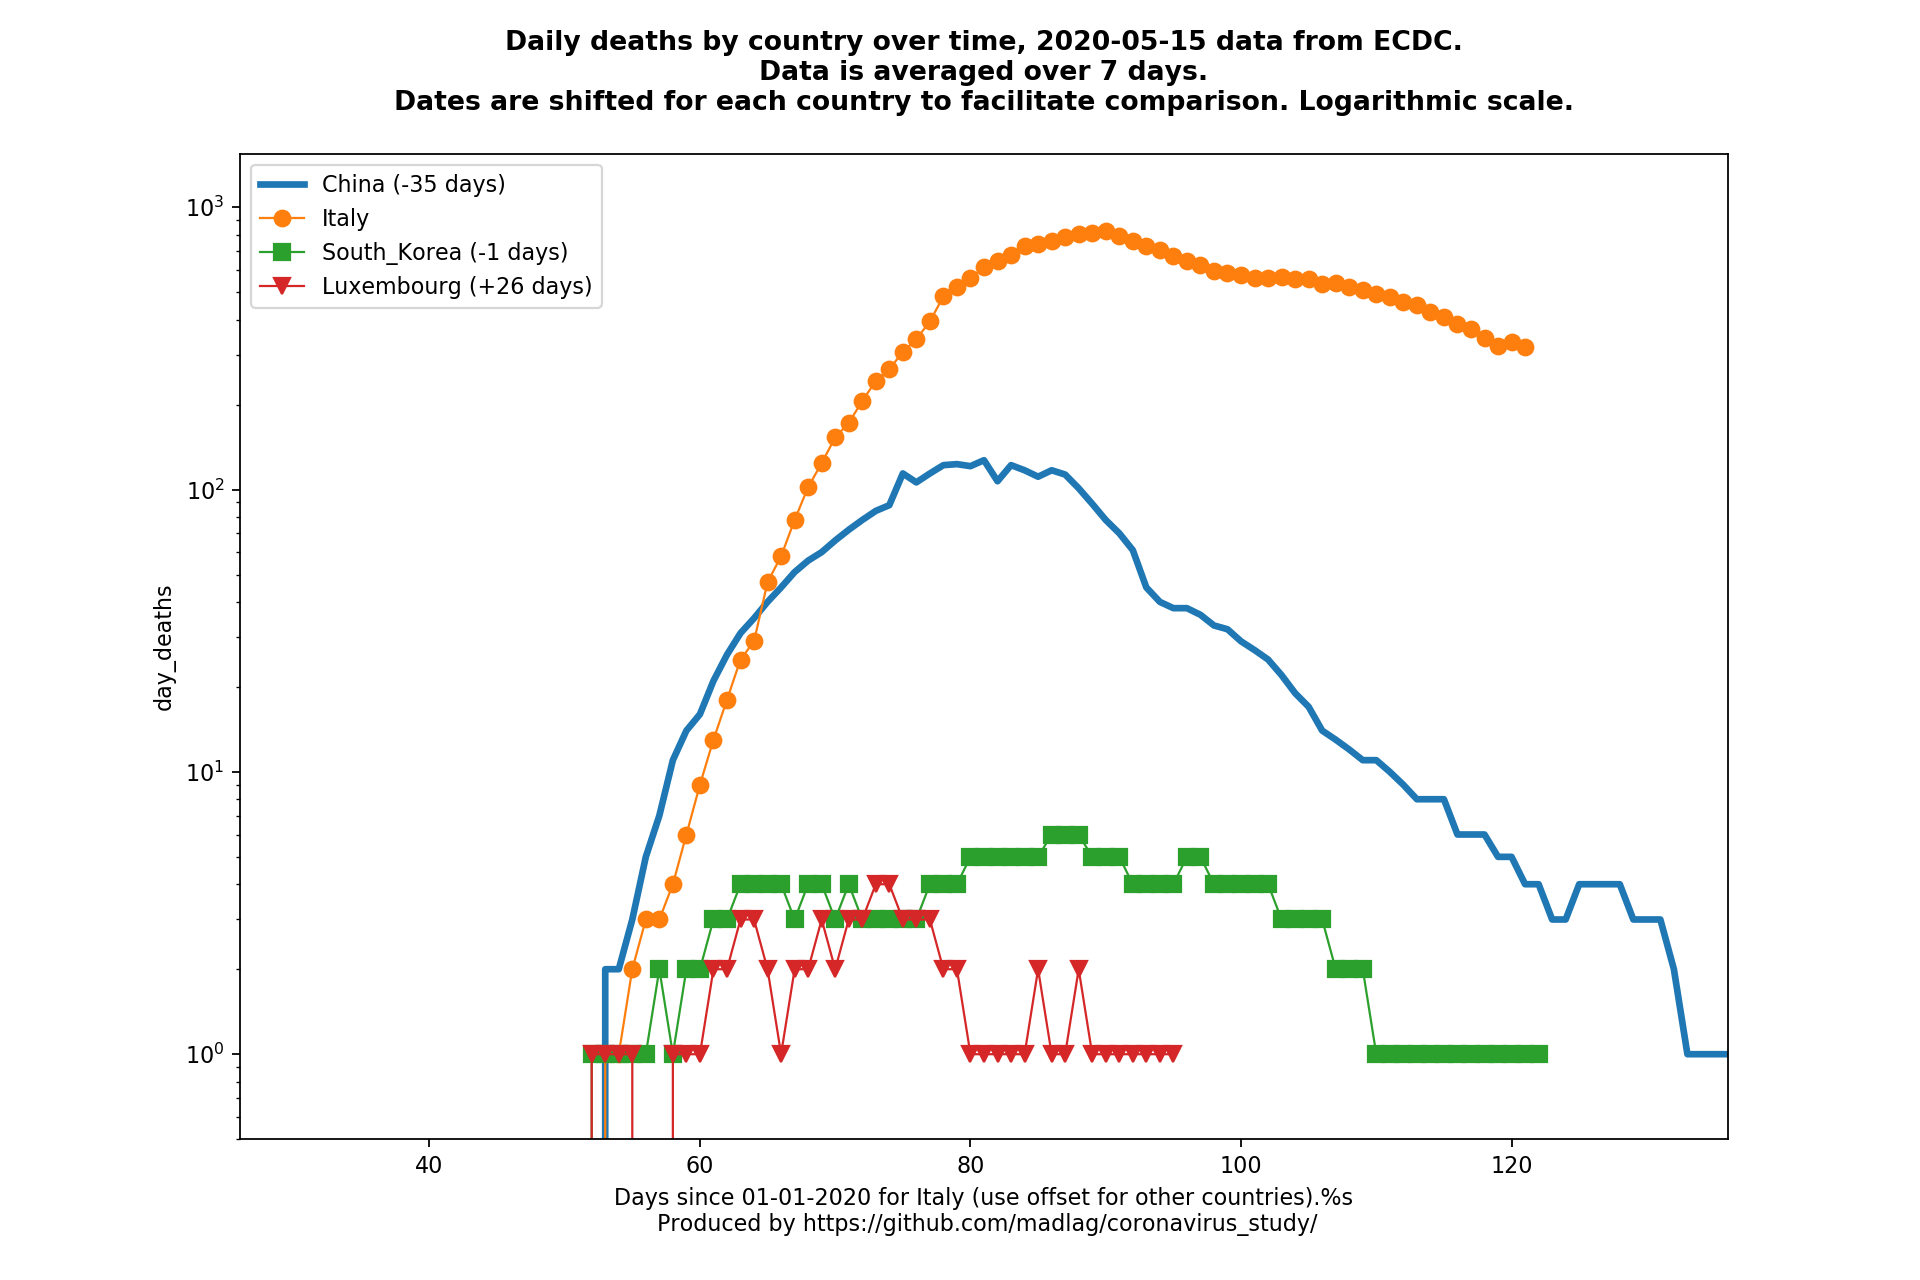 Daily deaths by country over time, 2020-05-15 data from ECDC.
Data is averaged over 7 days.
Dates are shifted for each country to facilitate comparison. Logarithmic scale.
China (-35 days)
Italy
South_Korea (-1 days)
Luxembourg (+26 days)
10³
10²
10¹
10⁰
day_deaths
40 60 80 100 120
Days since 01-01-2020 for Italy (use offset for other countries).%s
Produced by https://github.com/madlag/coronavirus_study/